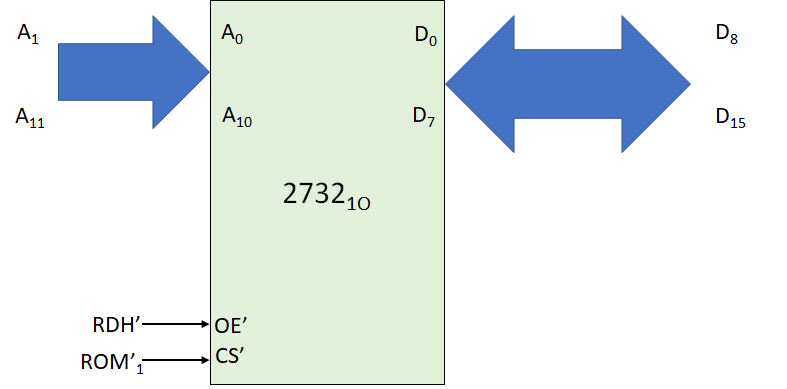 A₁ A₀ D₀ D₈
A₁₁ A₁₀ D₇ D₁₅
2732₁O
RDH’ OE’
ROM’₁ CS’